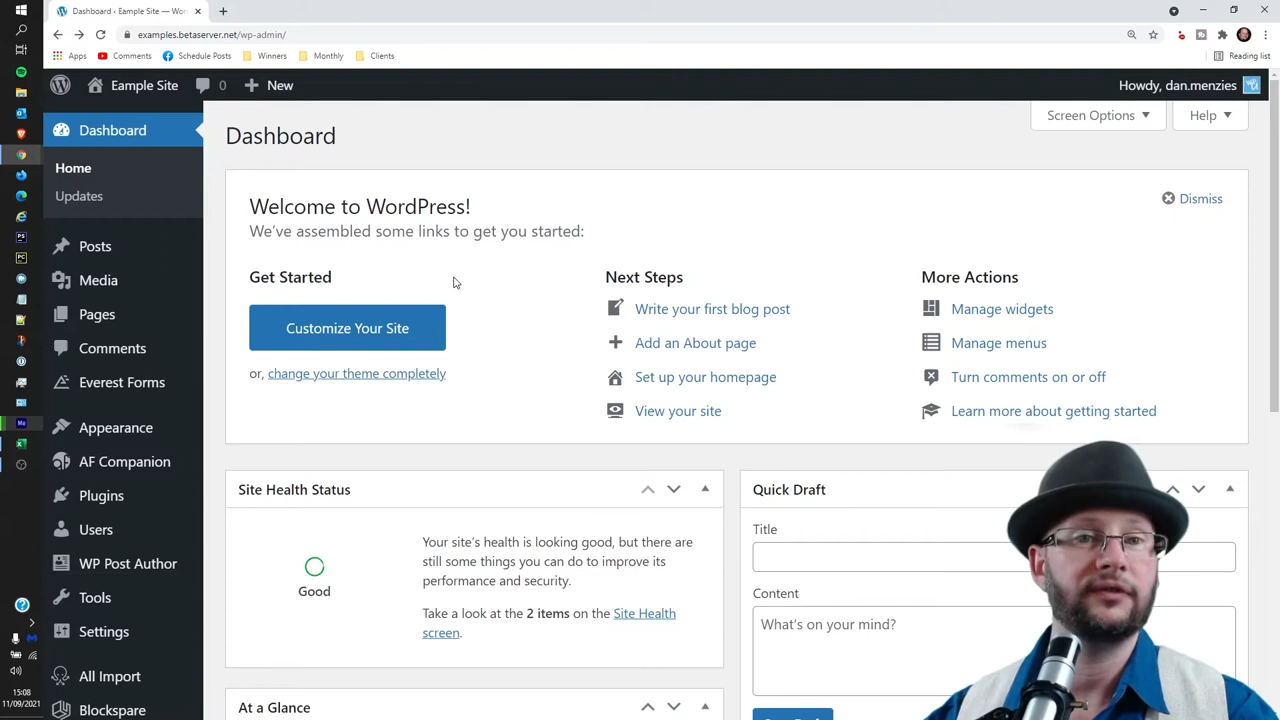 Dashboard ‹ Eample Site — Wor
examples.betaserver.net/wp-admin/
Apps Comments Schedule Posts Winners Monthly Clients Reading list
Eample Site 0 New Howdy, dan.menzies
Dashboard
Home
Updates
Posts
Media
Pages
Comments
Everest Forms
Appearance
AF Companion
Plugins
Users
WP Post Author
Tools
Settings
All Import
Blockspare
Screen Options Help
Dashboard
Welcome to WordPress!
Dismiss
We've assembled some links to get you started:
Get Started
Customize Your Site
or, change your theme completely
Next Steps
Write your first blog post
Add an About page
Set up your homepage
View your site
More Actions
Manage widgets
Manage menus
Turn comments on or off
Learn more about getting started
Site Health Status
Good
Your site's health is looking good, but there are
still some things you can do to improve its
performance and security.
Take a look at the 2 items on the Site Health
screen.
At a Glance
Quick Draft
Title
Content
What's on your mind?
15:08
11/09/2021